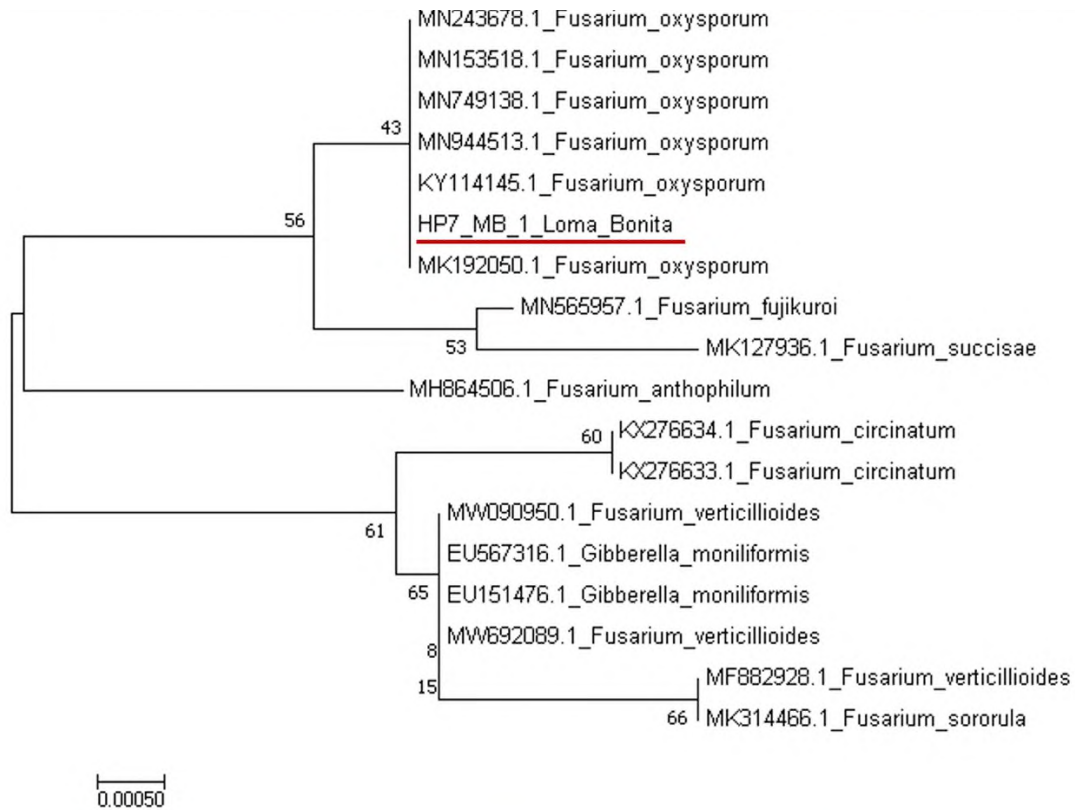 MN243678.1_Fusarium_oxysporum
MN153518.1_Fusarium_oxysporum
MN749138.1_Fusarium_oxysporum
43
MN944513.1_Fusarium_oxysporum
KY114145.1_Fusarium_oxysporum
56
HP7_MB_1_Loma_Bonita
MK192050.1_Fusarium_oxysporum
MN565957.1_Fusarium_fujikuroi
53
MK127936.1_Fusarium_succisae
MH864506.1_Fusarium_anthophilum
60
KX276634.1_Fusarium_circinatum
KX276633.1_Fusarium_circinatum
MW090950.1_Fusarium_verticillioides
61
EU567316.1_Gibberella_moniliformis
65
EU151476.1_Gibberella_moniliformis
MW692089.1_Fusarium_verticillioides
8
15
MF882928.1_Fusarium_verticillioides
66
MK314466.1_Fusarium_sororula
0.00050